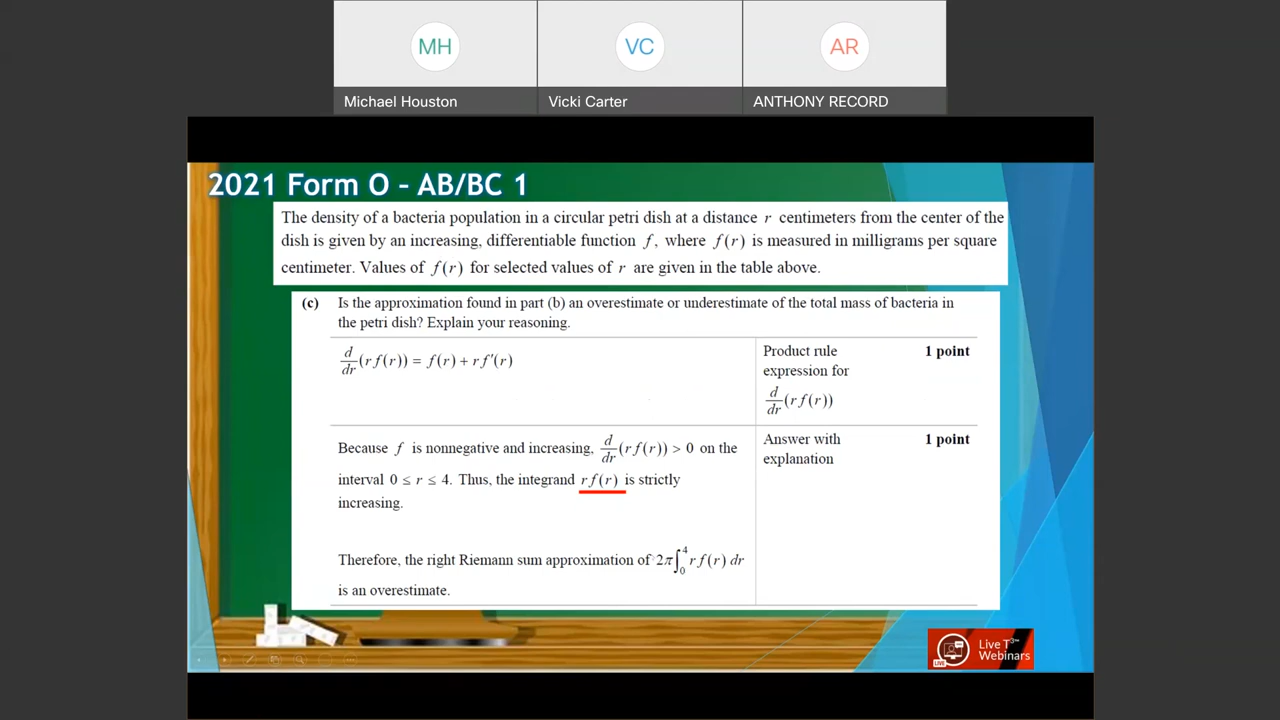 MH
VC
AR
Michael Houston
Vicki Carter
ANTHONY RECORD
2021 Form O – AB/BC 1
The density of a bacteria population in a circular petri dish at a distance r centimeters from the center of the
dish is given by an increasing, differentiable function f, where f(r) is measured in milligrams per square
centimeter. Values of f(r) for selected values of r are given in the table above.
(c) Is the approximation found in part (b) an overestimate or underestimate of the total mass of bacteria in
the petri dish? Explain your reasoning.
d/dr (r f(r)) = f(r) + r f′(r)
Product rule 1 point
expression for
d/dr (r f(r))
Because f is nonnegative and increasing, d/dr (r f(r)) > 0 on the
interval 0 ≤ r ≤ 4. Thus, the integrand r f(r) is strictly
increasing.
Answer with 1 point
explanation
Therefore, the right Riemann sum approximation of 2π∫₀⁴ r f(r) dr
is an overestimate.
LIVE
Live T³™
Webinars